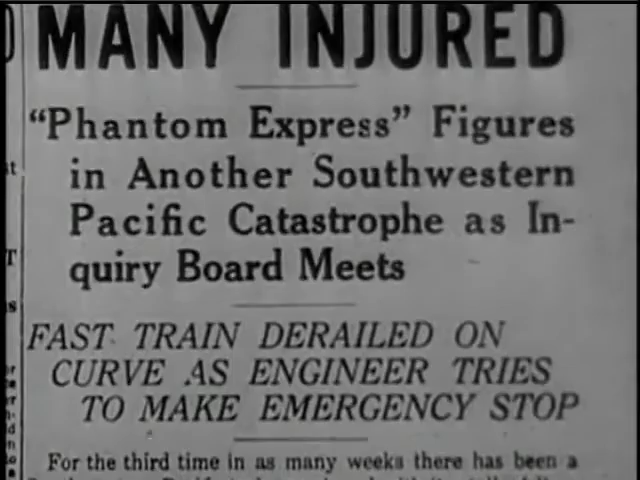 MANY INJURED
"Phantom Express" Figures
in Another Southwestern
Pacific Catastrophe as In-
quiry Board Meets
FAST TRAIN DERAILED ON
CURVE AS ENGINEER TRIES
TO MAKE EMERGENCY STOP
For the third time in as many weeks there has been a